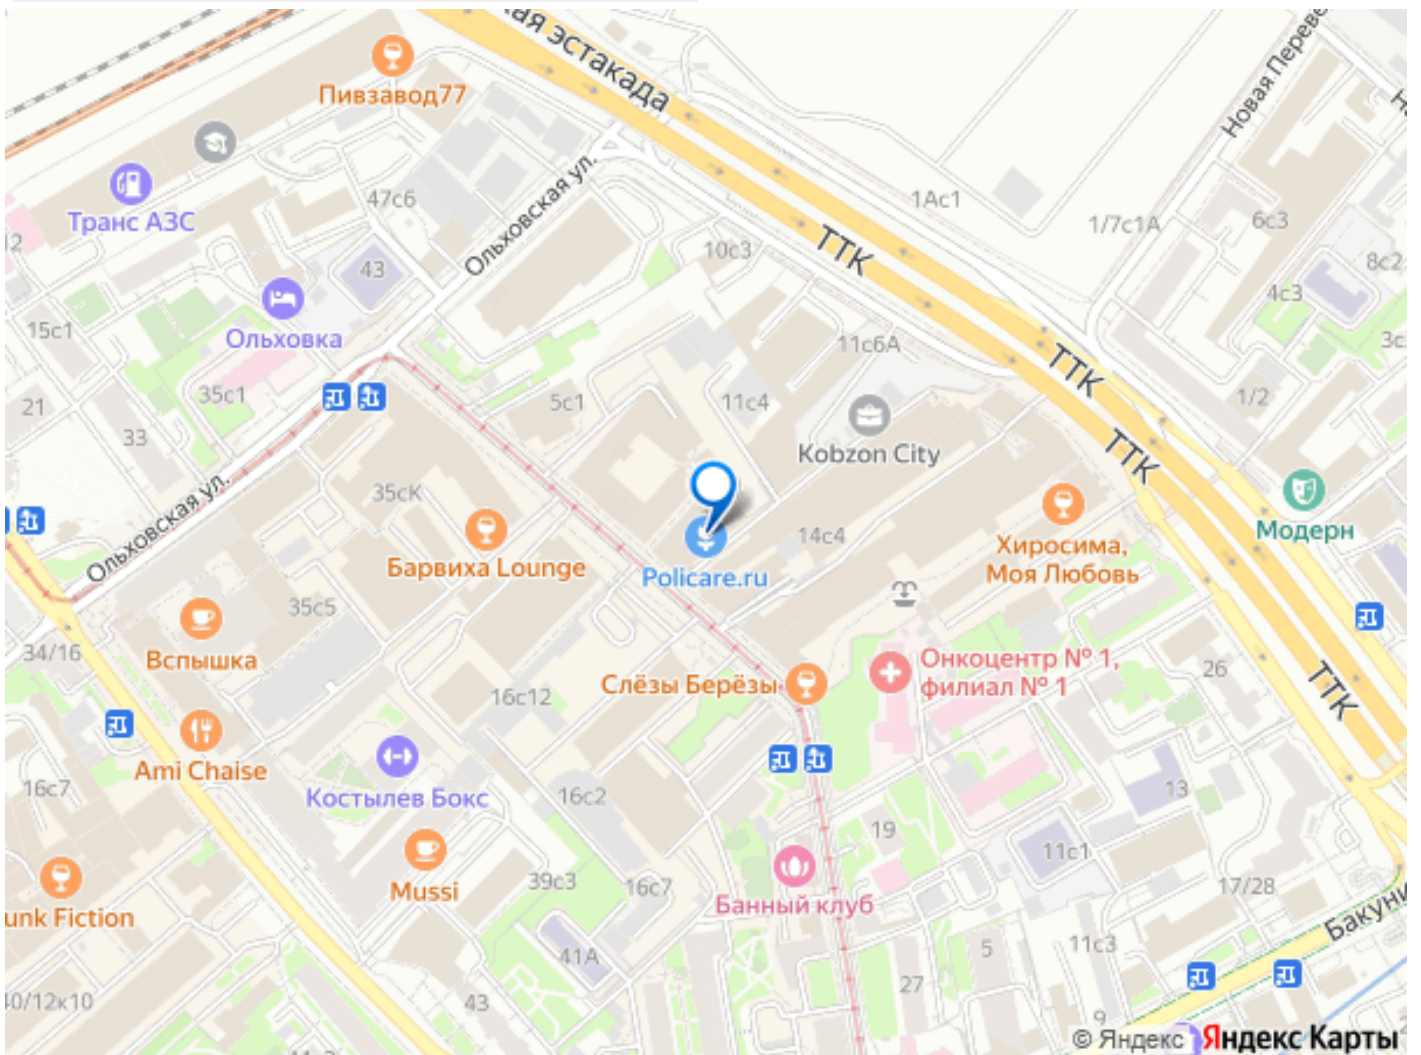 ая эстакада
Пивзавод77
Новая Переве
Транс АЗС
47с6
Ольховская ул.
1Ас1
1/7с1А
6с3
12
43
10с3
ТТК
8с2
4с3
15с1
Ольховка
11с6А
3с
ТТК
35с1
5с1
11с4
1/2
21
33
Kobzon City
ТТК
35сК
Ольховская ул.
14с4
Модерн
Барвиха Lounge
Policare.ru
Хиросима,
Моя Любовь
35с5
34/16
Вспышка
Слёзы Берёзы
Онкоцентр № 1,
филиал № 1
26
ТТК
16с12
Ami Chaise
16с7
Костылев Бокс
16с2
13
19
11с1
Mussi
39с3
16с7
17/28
unk Fiction
Банный клуб
Бакуни
41А
5
11с3
40/12к10
43
27
9
© Яндекс Яндекс Карты